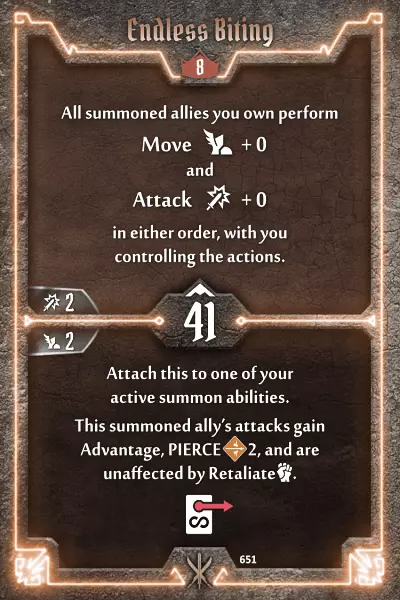 Endless Biting
8
All summoned allies you own perform
Move + 0
and
Attack + 0
in either order, with you
controlling the actions.
2
41
2
Attach this to one of your
active summon abilities.
This summoned ally's attacks gain
Advantage, PIERCE 2, and are
unaffected by Retaliate.
651